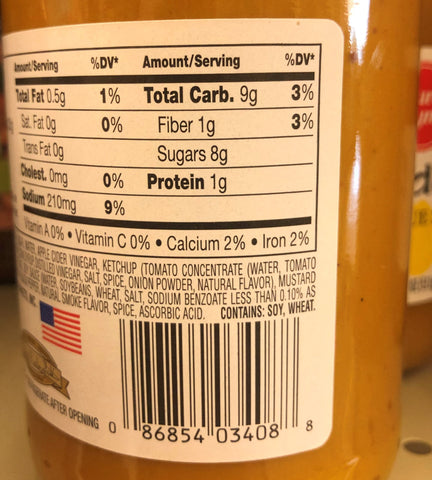 Amount/Serving %DV* Amount/Serving %DV*
Total Fat 0.5g 1% Total Carb. 9g 3%
Sat. Fat 0g 0% Fiber 1g 3%
Trans Fat 0g Sugars 8g
Cholest. 0mg 0% Protein 1g
Sodium 210mg 9%
Vitamin A 0% • Vitamin C 0% • Calcium 2% • Iron 2%
WATER, APPLE CIDER VINEGAR, KETCHUP (TOMATO CONCENTRATE (WATER, TOMATO
DISTILLED VINEGAR, SALT, SPICE, ONION POWDER, NATURAL FLAVOR), MUSTARD
WATER, SOYBEANS, WHEAT, SALT, SODIUM BENZOATE LESS THAN 0.10% AS
NATURAL SMOKE FLAVOR, SPICE, ASCORBIC ACID. CONTAINS: SOY, WHEAT.
INC.
AFTER OPENING
0 86854 03408 8